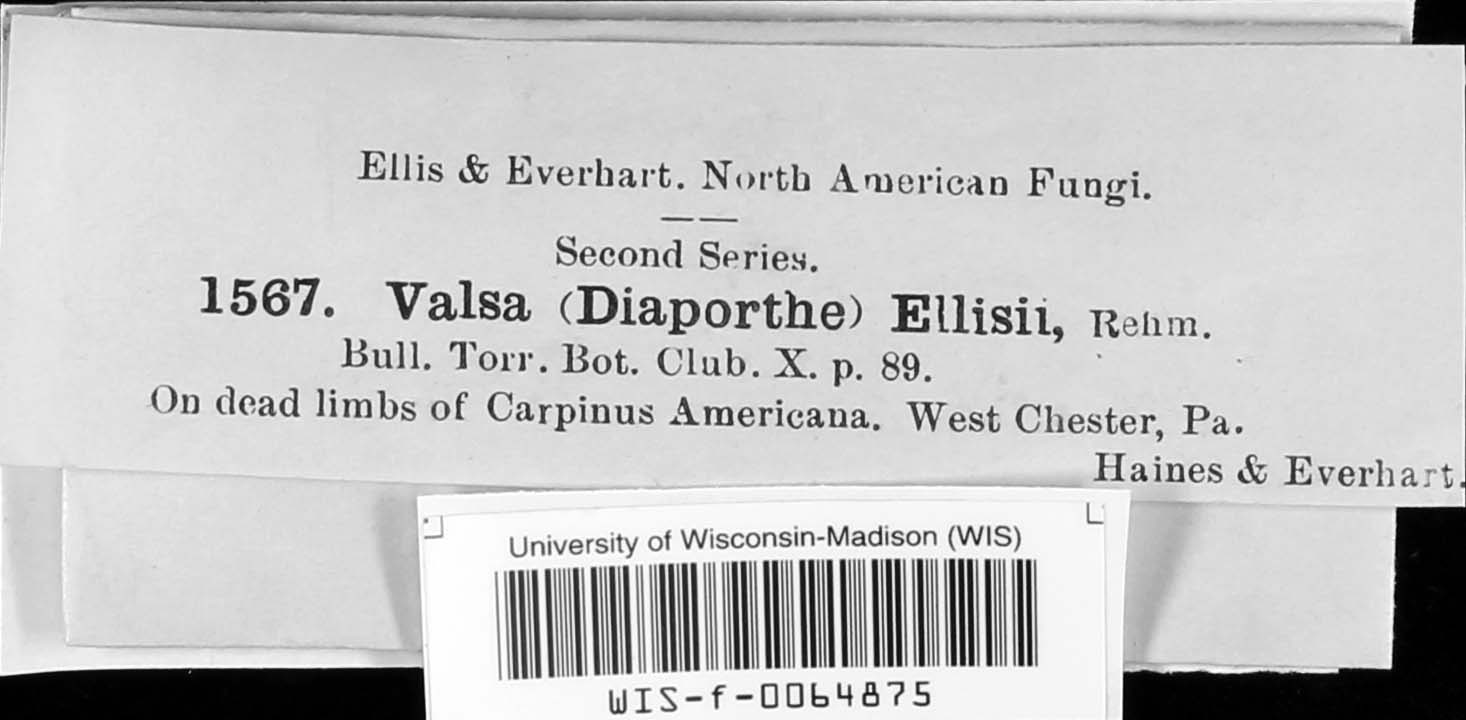 Ellis & Everhart. North American Fungi.
Second Series.
1567. Valsa (Diaporthe) Ellisii, Rehm.
Bull. Torr. Bot. Club. X. p. 89.
On dead limbs of Carpinus Americana. West Chester, Pa.
Haines & Everhart.
University of Wisconsin-Madison (WIS)
WIS-f-0064875